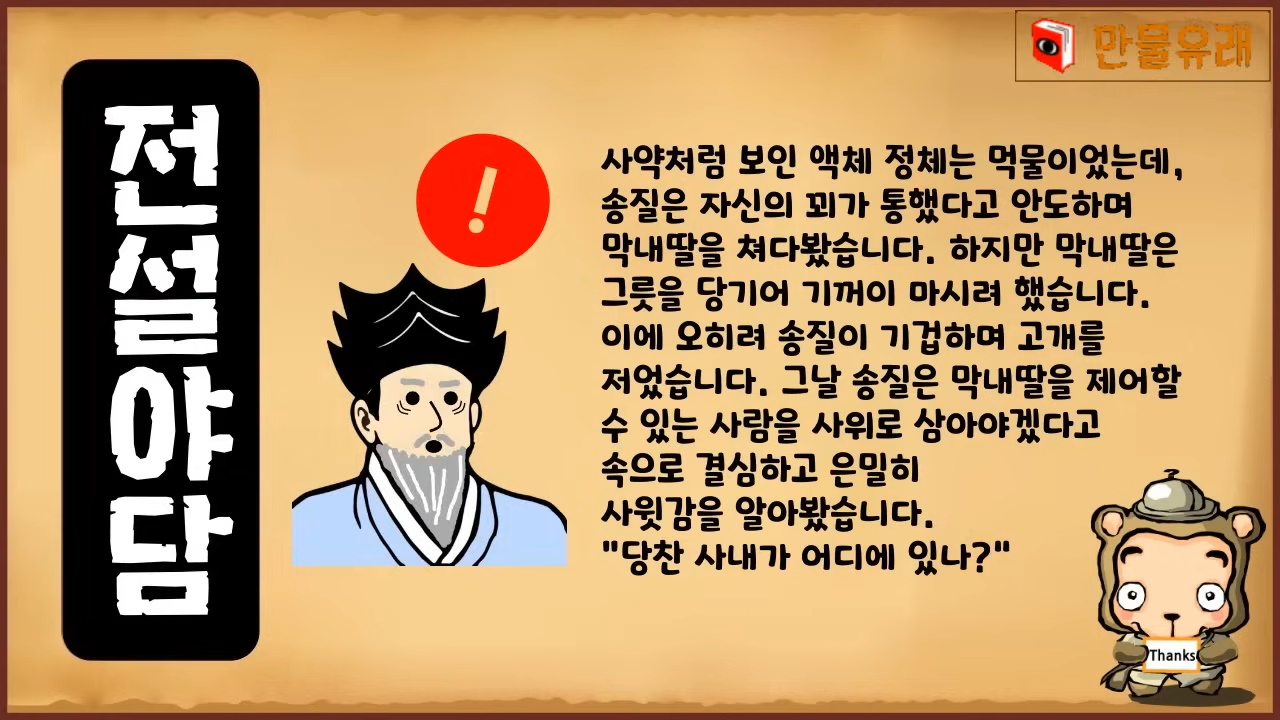 만물유래
전설야담
!
사약처럼 보인 액체 정체는 먹물이었는데,
송질은 자신의 꾀가 통했다고 안도하며
막내딸을 쳐다봤습니다. 하지만 막내딸은
그릇을 당기어 기꺼이 마시려 했습니다.
이에 오히려 송질이 기겁하며 고개를
저었습니다. 그날 송질은 막내딸을 제어할
수 있는 사람을 사위로 삼아야겠다고
속으로 결심하고 은밀히
사윗감을 알아봤습니다.
"당찬 사내가 어디에 있나?"
Thanks